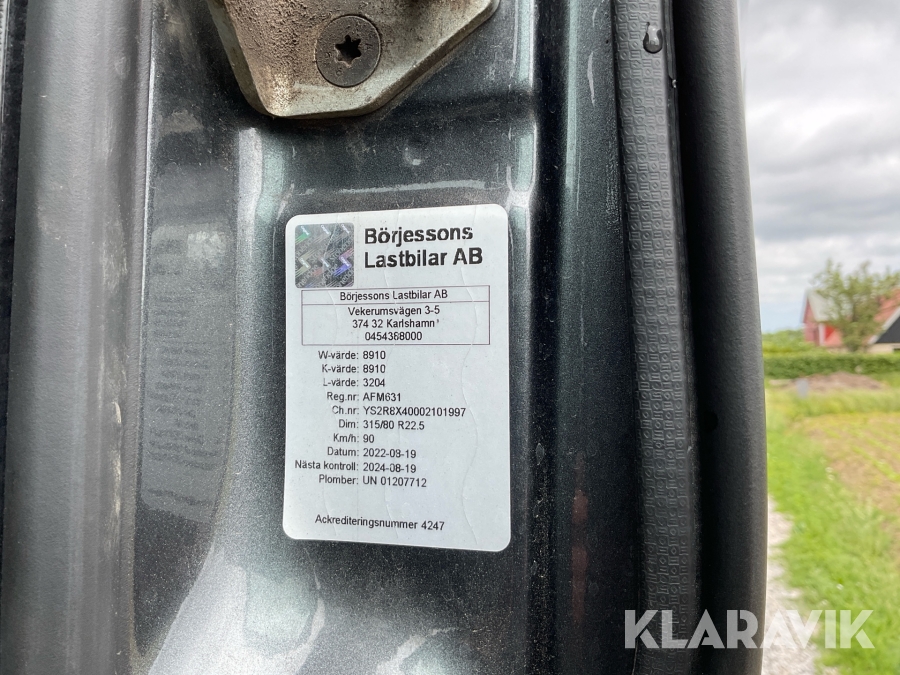 Börjessons
Lastbilar AB
Börjessons Lastbilar AB
Vekerumsvägen 3-5
374 32 Karlshamn
0454368000
W-värde: 8910
K-värde: 8910
L-värde: 3204
Reg.nr: AFM631
Ch.nr: YS2R8X40002101997
Dim: 315/80 R22.5
Km/h: 90
Datum: 2022-09-19
Nästa kontroll: 2024-08-19
Plomber: UN 01207712
Ackrediteringsnummer 4247
KLARAVIK